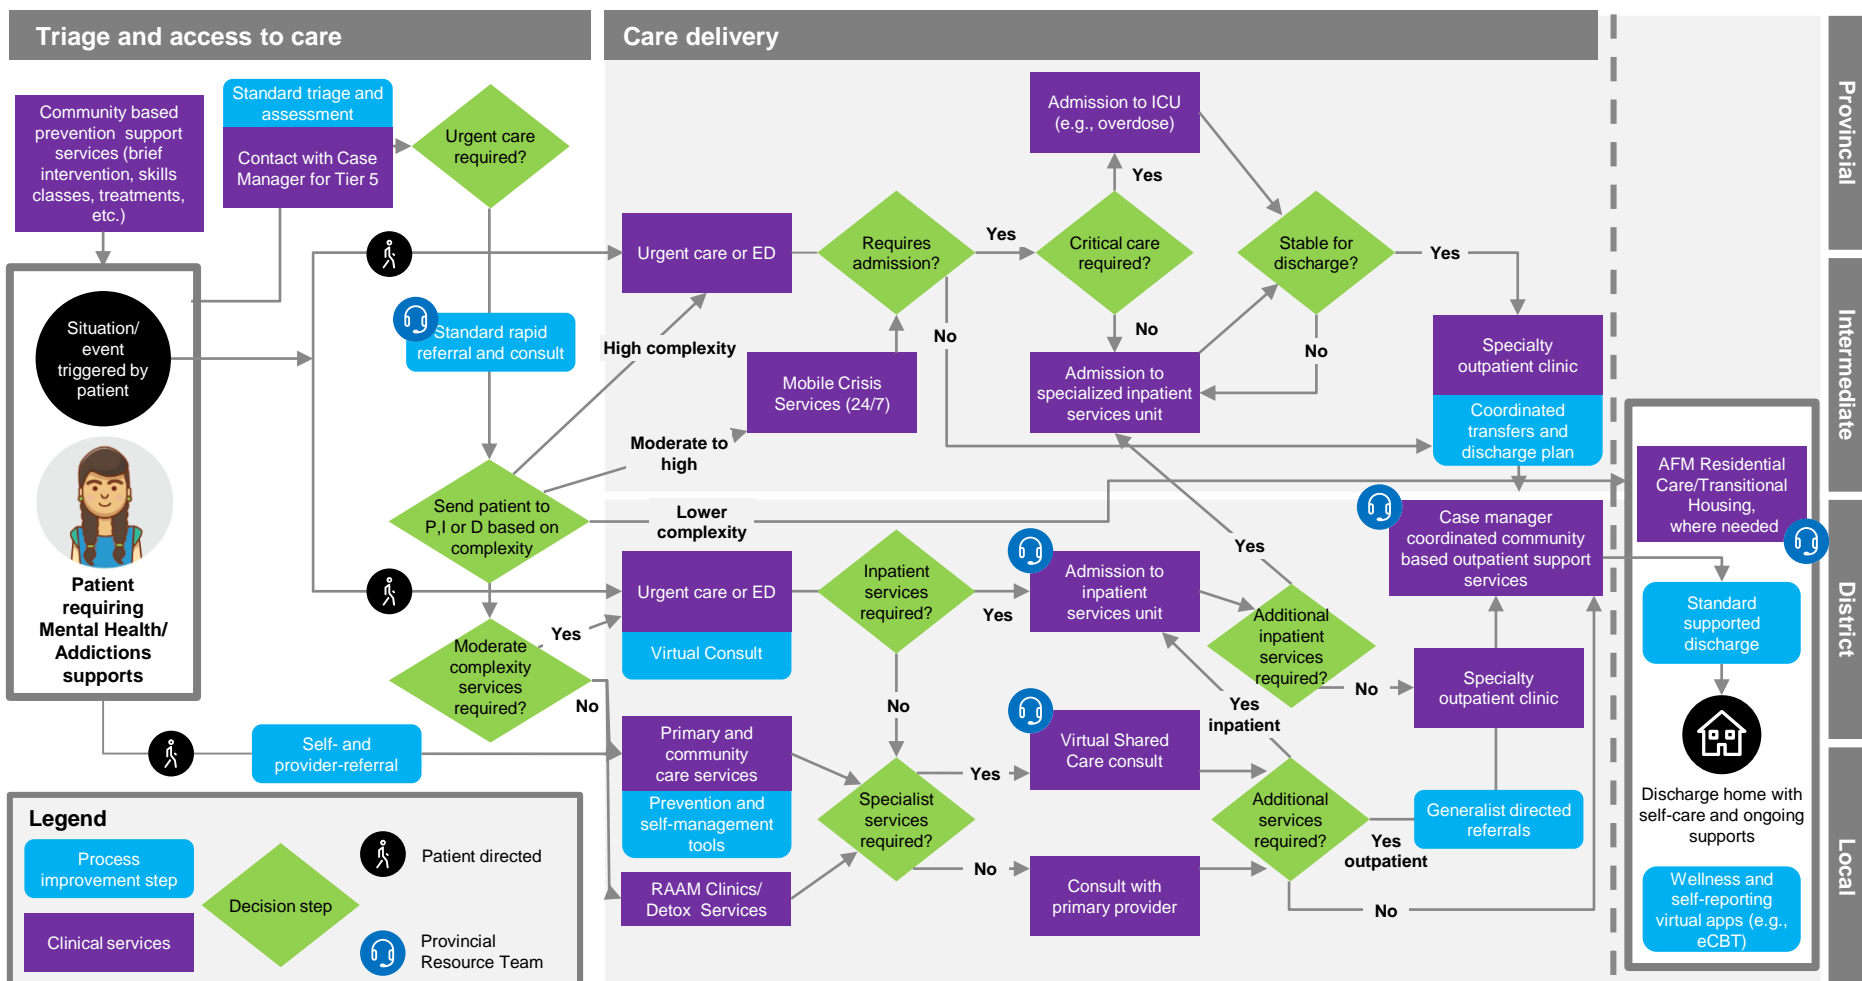 Triage and access to care
Care delivery
Provincial
Intermediate
District
Local
Community based
prevention support
services (brief
intervention, skills
classes, treatments,
etc.)
Standard triage and
assessment
Contact with Case
Manager for Tier 5
Urgent care
required?
Situation/
event
triggered by
patient
Patient
requiring
Mental Health/
Addictions
supports
Standard rapid
referral and consult
Send patient to
P,I or D based on
complexity
High complexity
Moderate to
high
Lower
complexity
Moderate
complexity
services
required?
Yes
No
Self- and
provider-referral
Urgent care or ED
Requires
admission?
Yes
No
Mobile Crisis
Services (24/7)
Critical care
required?
Yes
No
Admission to ICU
(e.g., overdose)
Admission to
specialized inpatient
services unit
Stable for
discharge?
Yes
No
Specialty
outpatient clinic
Coordinated
transfers and
discharge plan
Urgent care or ED
Virtual Consult
Inpatient
services
required?
Yes
No
Admission to
inpatient
services unit
Additional
inpatient
services
required?
Yes
No
Specialty
outpatient clinic
Case manager
coordinated community
based outpatient support
services
Primary and
community
care services
Prevention and
self-management
tools
RAAM Clinics/
Detox Services
Specialist
services
required?
Yes
No
Virtual Shared
Care consult
Consult with
primary provider
Additional
services
required?
Yes
inpatient
Yes
outpatient
No
Generalist directed
referrals
AFM Residential
Care/Transitional
Housing,
where needed
Standard
supported
discharge
Discharge home with
self-care and ongoing
supports
Wellness and
self-reporting
virtual apps (e.g.,
eCBT)
Legend
Process
improvement step
Clinical services
Decision step
Patient directed
Provincial
Resource Team